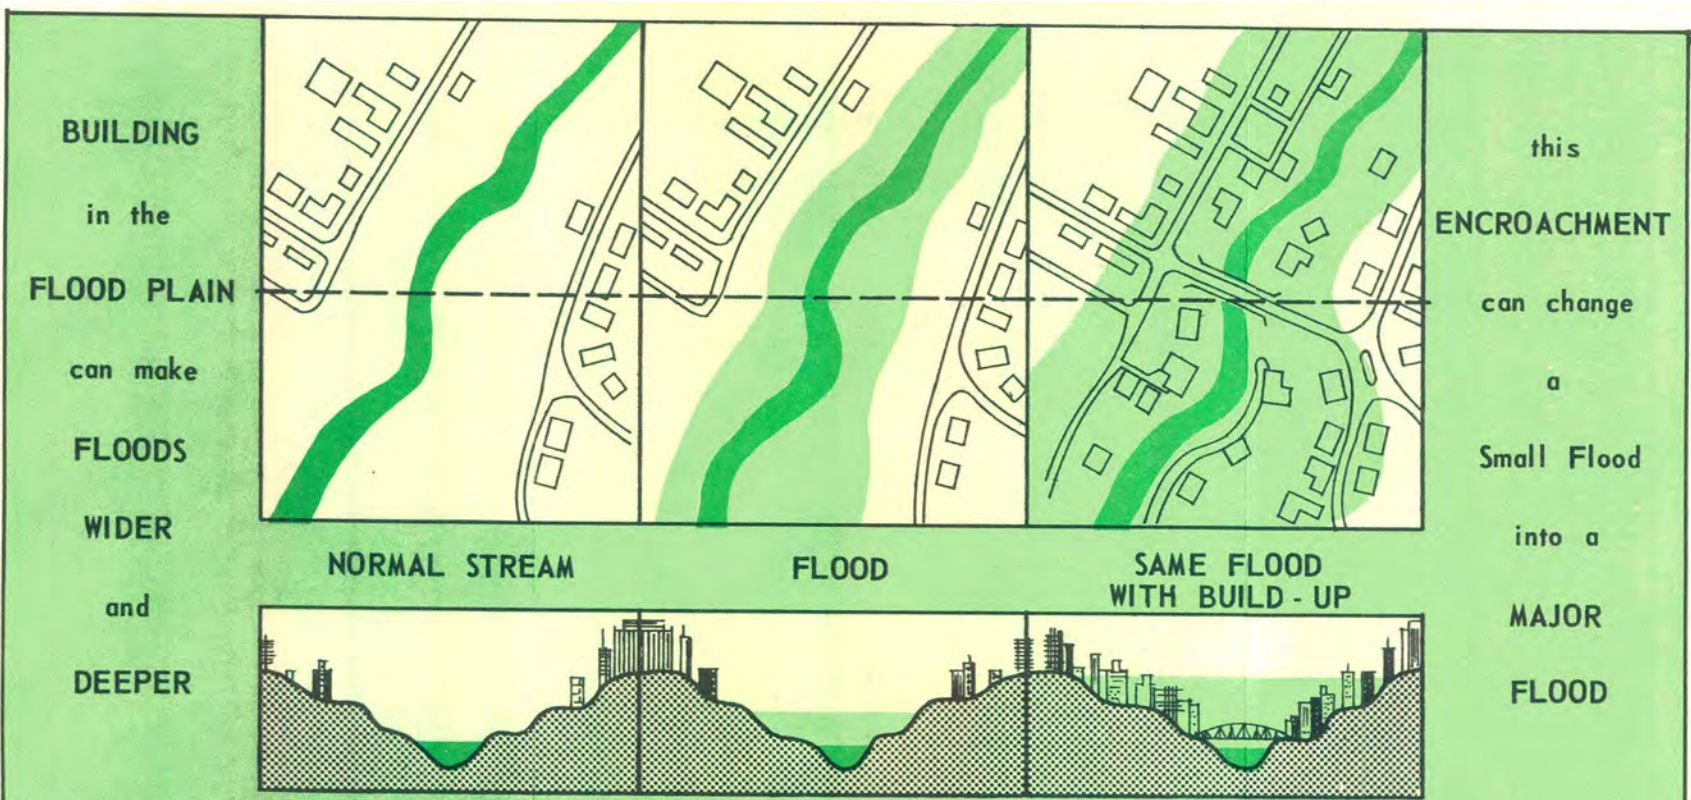 BUILDING
in the
FLOOD PLAIN
can make
FLOODS
WIDER
and
DEEPER
NORMAL STREAM
FLOOD
SAME FLOOD
WITH BUILD-UP
this
ENCROACHMENT
can change
a
Small Flood
into a
MAJOR
FLOOD